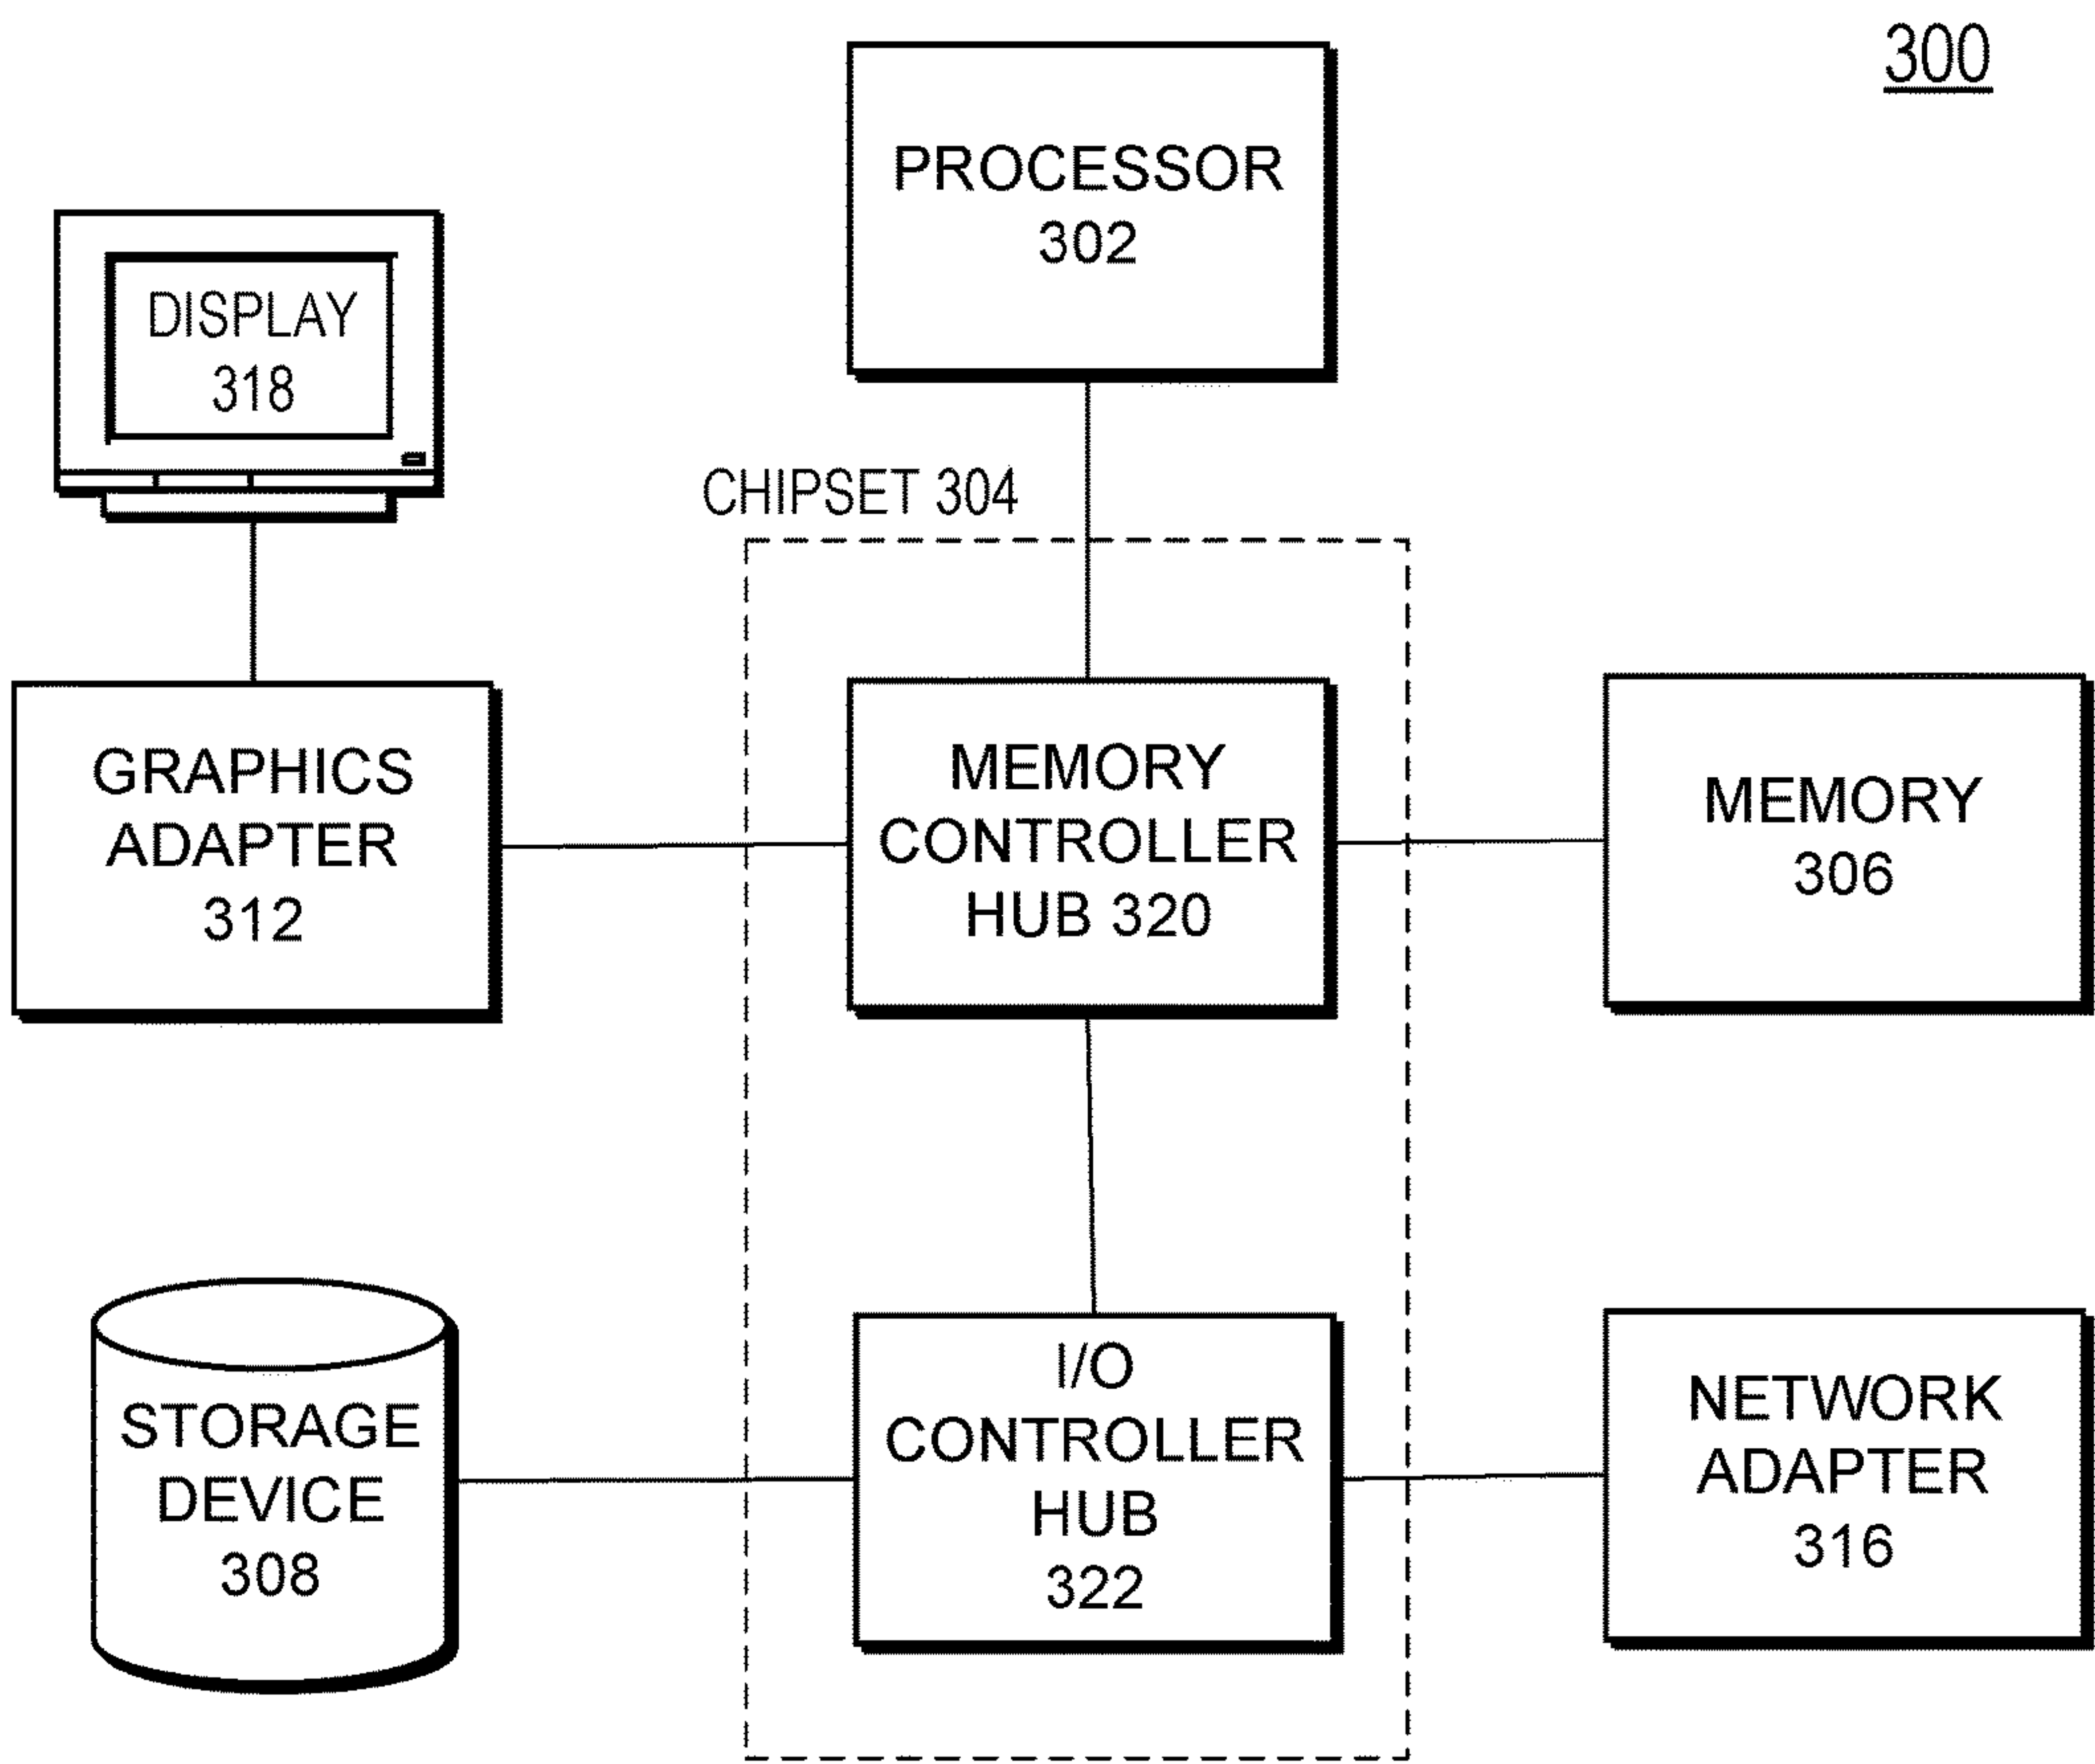 300
PROCESSOR
302
DISPLAY
318
CHIPSET 304
GRAPHICS
ADAPTER
312
MEMORY
CONTROLLER
HUB 320
MEMORY
306
STORAGE
DEVICE
308
I/O
CONTROLLER
HUB
322
NETWORK
ADAPTER
316